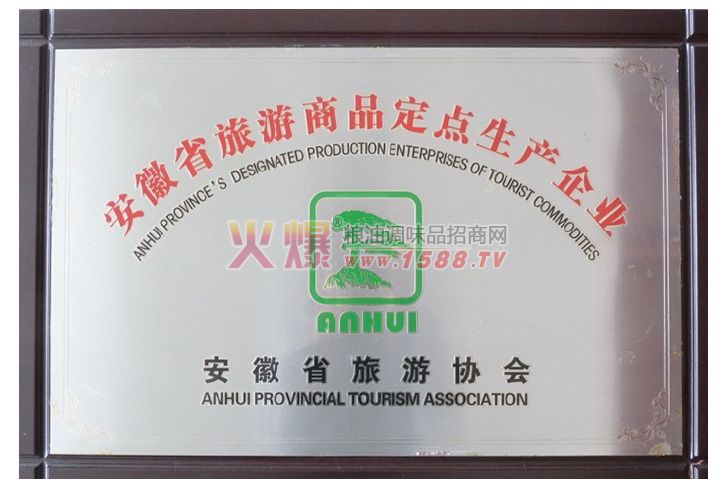 安徽省旅游商品定点生产企业
ANHUI PROVINCE'S DESIGNATED PRODUCTION ENTERPRISES OF TOURIST COMMODITIES
®
火爆 粮油调味品招商网
www.1588.TV
ANHUI
安徽省旅游协会
ANHUI PROVINCIAL TOURISM ASSOCIATION